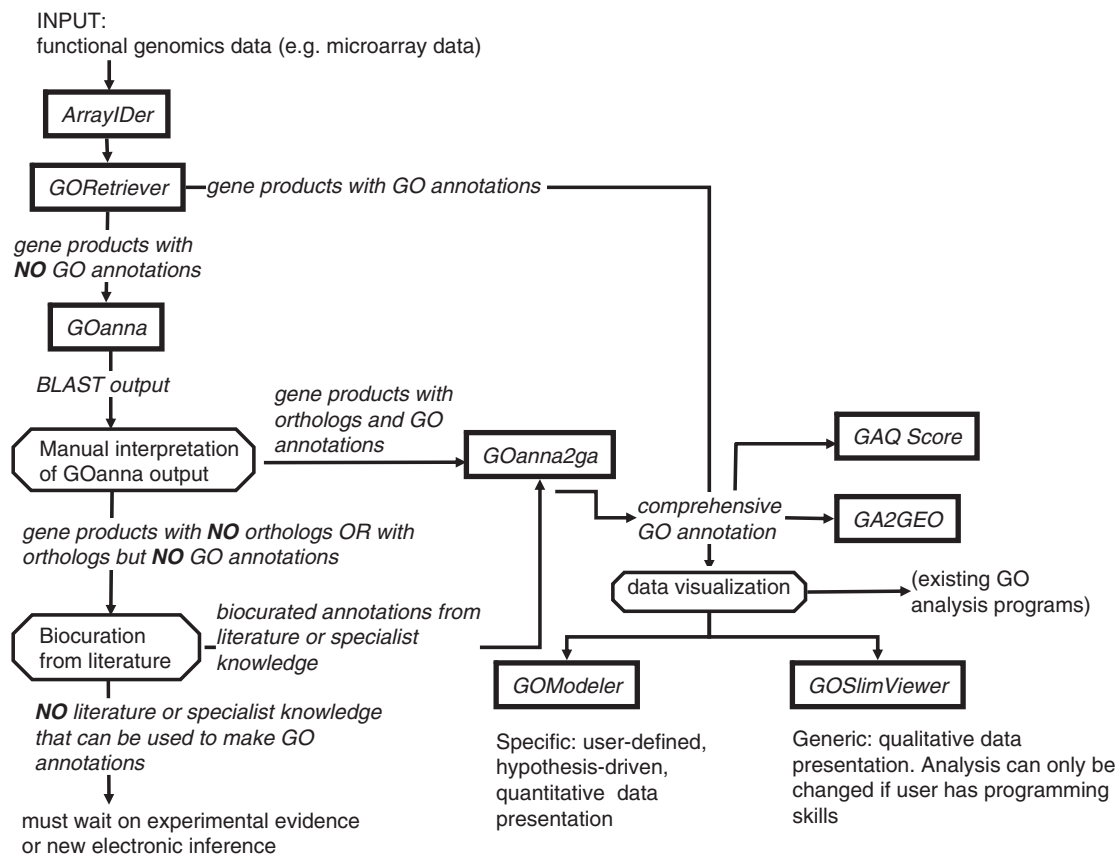 INPUT:
functional genomics data (e.g. microarray data)
ArrayIDer
GORetriever
gene products with GO annotations
gene products with
NO GO annotations
GOanna
BLAST output
gene products with
orthologs and GO
annotations
Manual interpretation
of GOanna output
GOanna2ga
GAQ Score
comprehensive
GO annotation
GA2GEO
gene products with NO orthologs OR with
orthologs but NO GO annotations
data visualization
(existing GO
analysis programs)
Biocuration
from literature
biocurated annotations from
literature or specialist
knowledge
GOModeler
GOSlimViewer
NO literature or specialist knowledge
that can be used to make GO
annotations
Specific: user-defined,
hypothesis-driven,
quantitative data
presentation
Generic: qualitative data
presentation. Analysis can only be
changed if user has programming
skills
must wait on experimental evidence
or new electronic inference